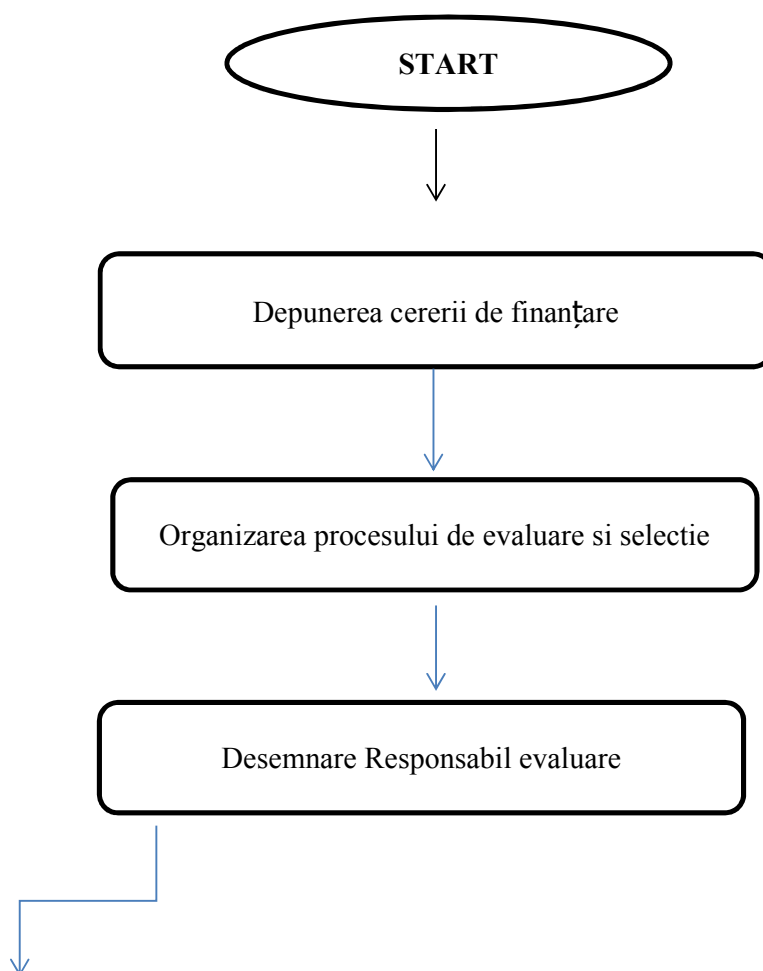 START
Depunerea cererii de finanțare
Organizarea procesului de evaluare si selectie
Desemnare Responsabil evaluare